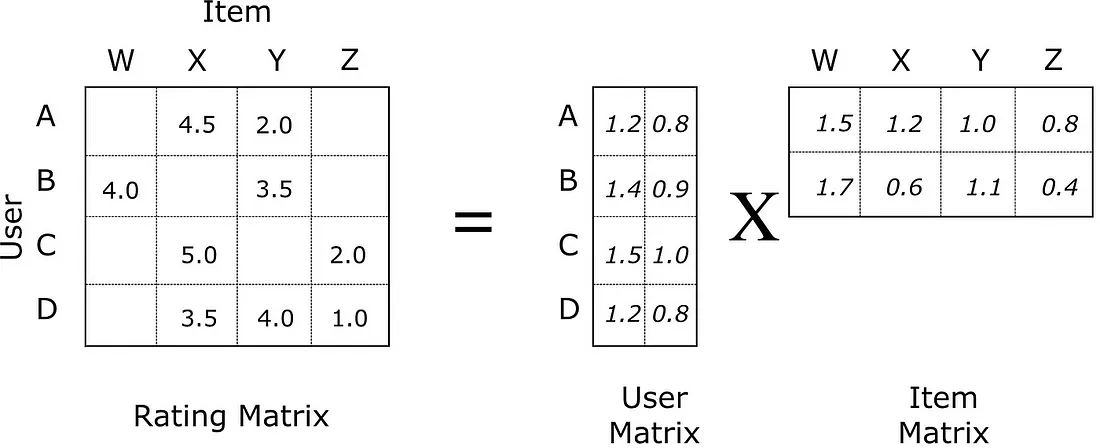 Item
W X Y Z
A 4.5 2.0
B 4.0 3.5
C 5.0 2.0
D 3.5 4.0 1.0
User
Rating Matrix
=
A 1.2 0.8
B 1.4 0.9
C 1.5 1.0
D 1.2 0.8
User
Matrix
X
W X Y Z
1.5 1.2 1.0 0.8
1.7 0.6 1.1 0.4
Item
Matrix